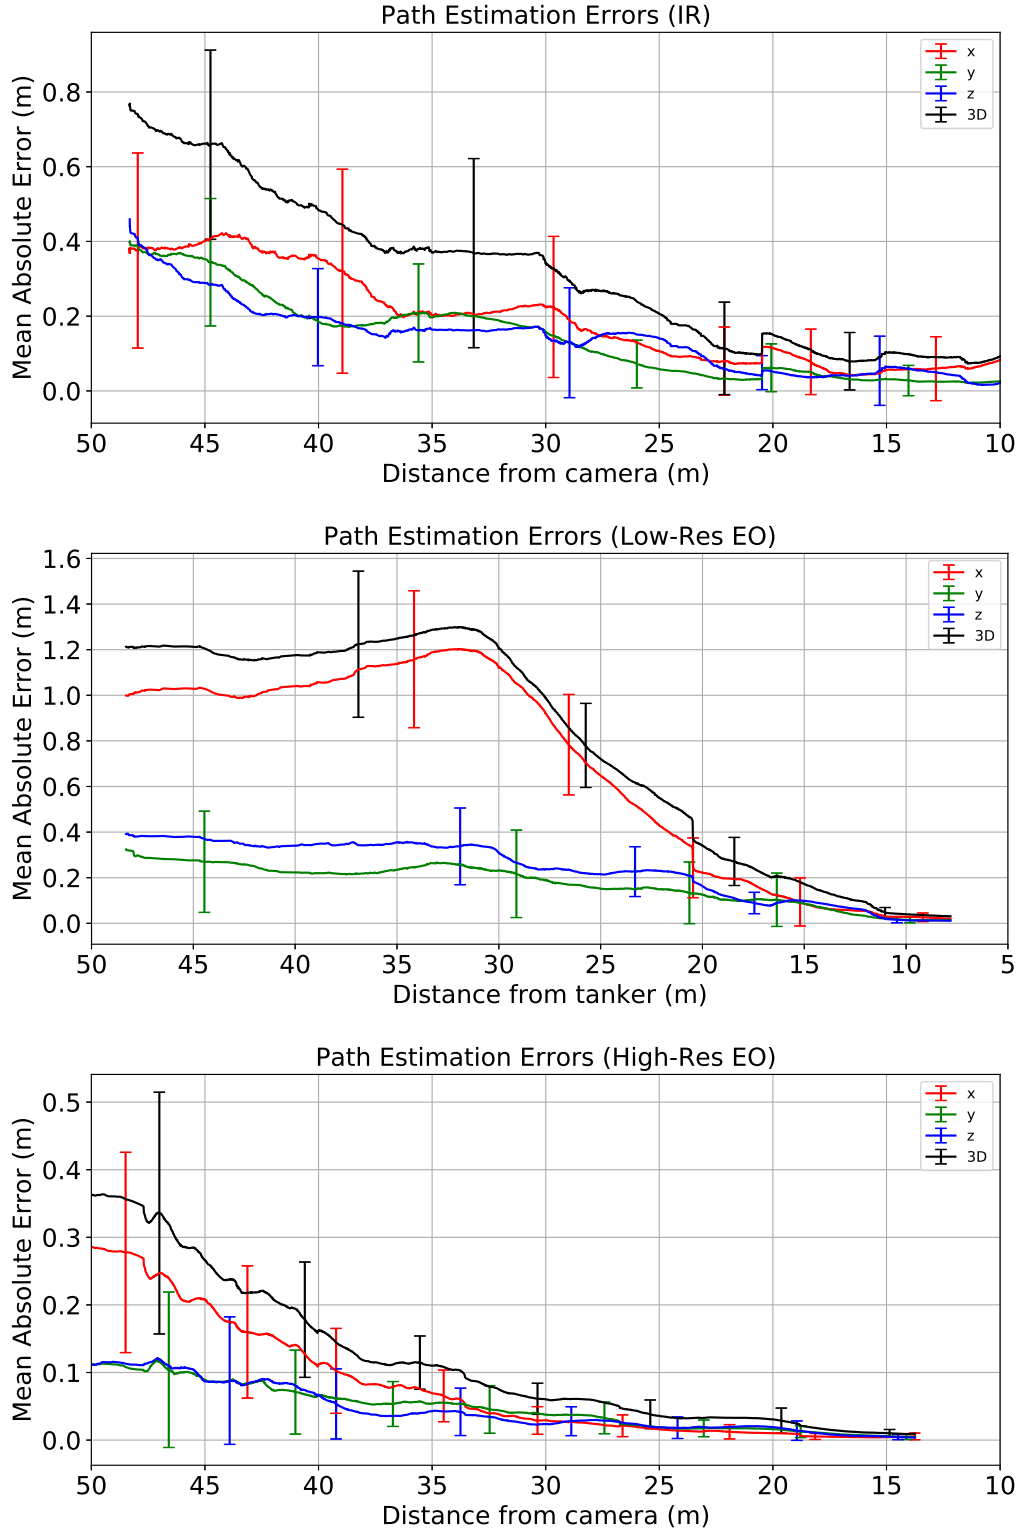 Path Estimation Errors (IR)
Mean Absolute Error (m)
0.8
0.6
0.4
0.2
0.0
x
y
z
3D
50 45 40 35 30 25 20 15 10
Distance from camera (m)
Path Estimation Errors (Low-Res EO)
Mean Absolute Error (m)
1.6
1.4
1.2
1.0
0.8
0.6
0.4
0.2
0.0
x
y
z
3D
50 45 40 35 30 25 20 15 10 5
Distance from tanker (m)
Path Estimation Errors (High-Res EO)
Mean Absolute Error (m)
0.5
0.4
0.3
0.2
0.1
0.0
x
y
z
3D
50 45 40 35 30 25 20 15 10
Distance from camera (m)